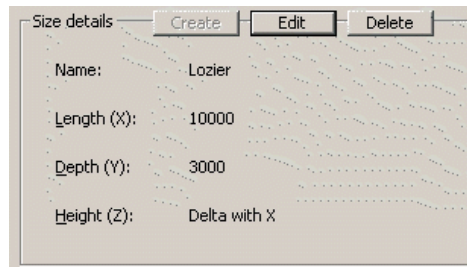 Size details Create Edit Delete
Name: Lozier
Length (X): 10000
Depth (Y): 3000
Height (Z): Delta with X